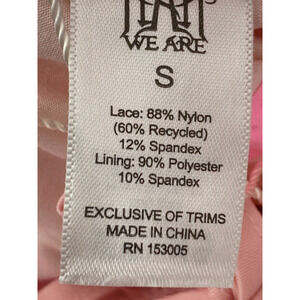 WE ARE
S
Lace: 88% Nylon
(60% Recycled)
12% Spandex
Lining: 90% Polyester
10% Spandex
EXCLUSIVE OF TRIMS
MADE IN CHINA
RN 153005